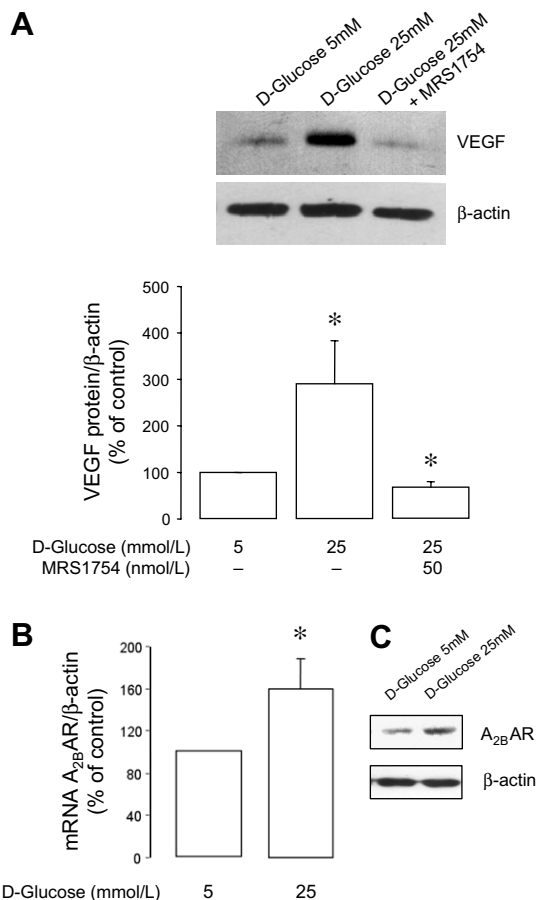 A
D-Glucose 5mM
D-Glucose 25mM
D-Gucose 25mM
+ MRS1754
VEGF
β-actin
VEGF protein/β-actin
(% of control)
500
400
300
200
100
0
*
*
D-Glucose (mmol/L) 5 25 25
MRS1754 (nmol/L) – – 50
B
mRNA A2BAR/β-actin
(% of control)
200
160
120
80
40
0
*
D-Glucose (mmol/L) 5 25
C
D-Glucose 5mM
D-Glucose 25mM
A2BAR
β-actin